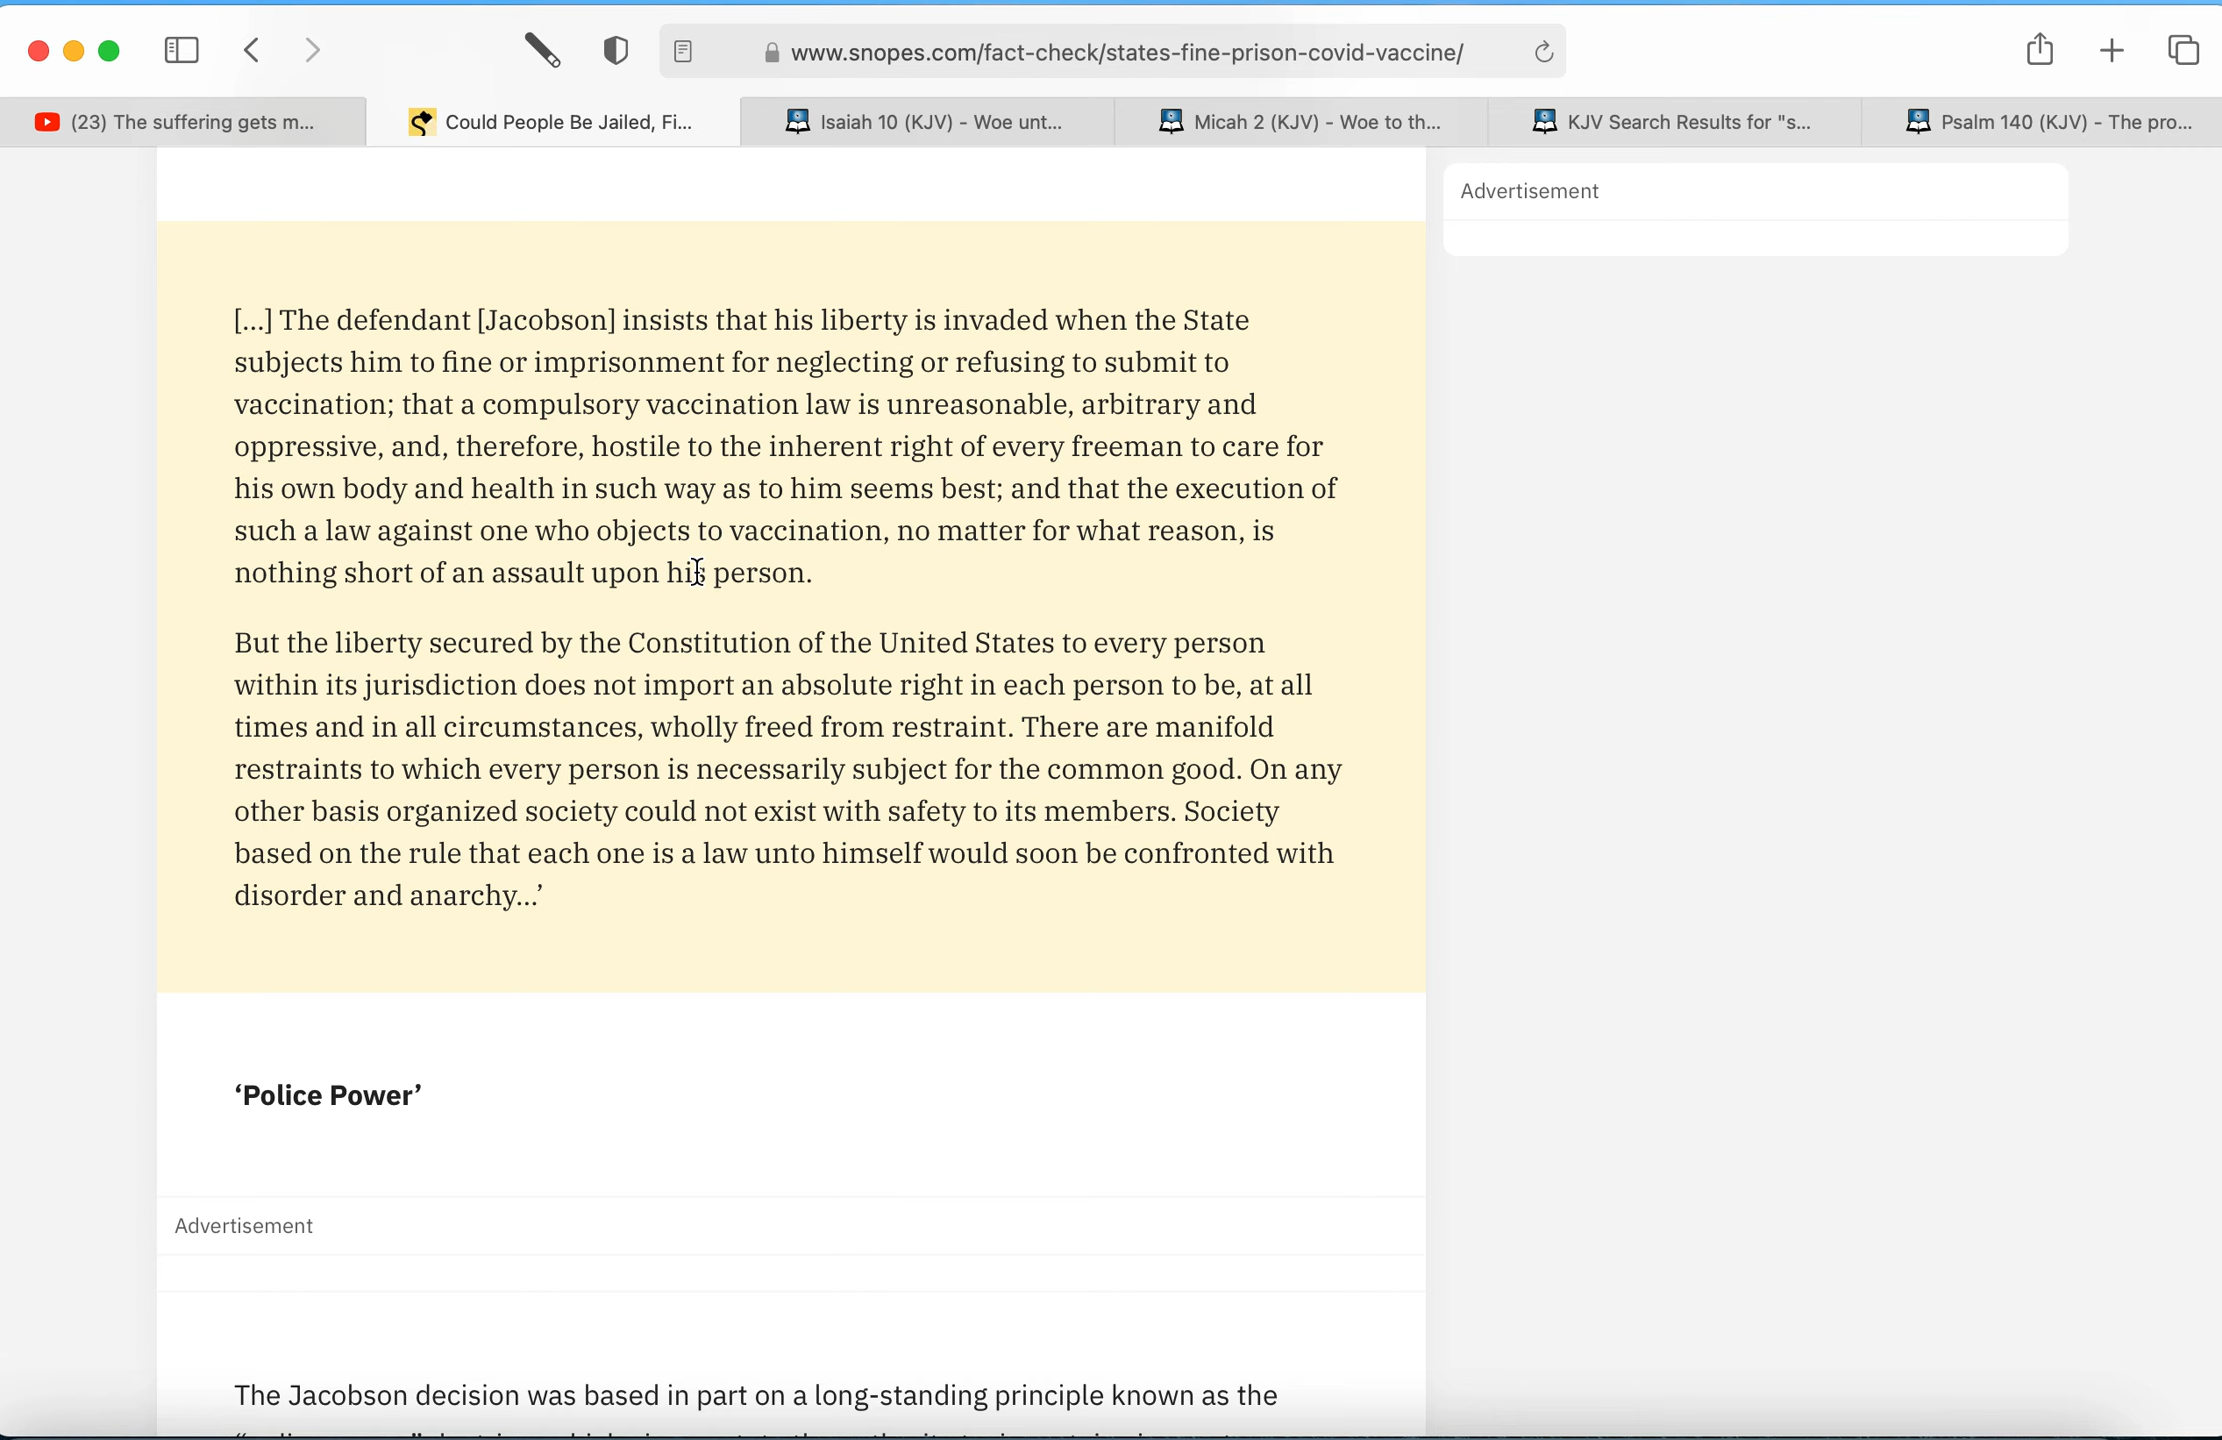 www.snopes.com/fact-check/states-fine-prison-covid-vaccine/
(23) The suffering gets m...
Could People Be Jailed, Fi...
Isaiah 10 (KJV) - Woe unt...
Micah 2 (KJV) - Woe to th...
KJV Search Results for "s...
Psalm 140 (KJV) - The pro...
Advertisement
[...] The defendant [Jacobson] insists that his liberty is invaded when the State
subjects him to fine or imprisonment for neglecting or refusing to submit to
vaccination; that a compulsory vaccination law is unreasonable, arbitrary and
oppressive, and, therefore, hostile to the inherent right of every freeman to care for
his own body and health in such way as to him seems best; and that the execution of
such a law against one who objects to vaccination, no matter for what reason, is
nothing short of an assault upon his person.
But the liberty secured by the Constitution of the United States to every person
within its jurisdiction does not import an absolute right in each person to be, at all
times and in all circumstances, wholly freed from restraint. There are manifold
restraints to which every person is necessarily subject for the common good. On any
other basis organized society could not exist with safety to its members. Society
based on the rule that each one is a law unto himself would soon be confronted with
disorder and anarchy...’
‘Police Power’
Advertisement
The Jacobson decision was based in part on a long-standing principle known as the